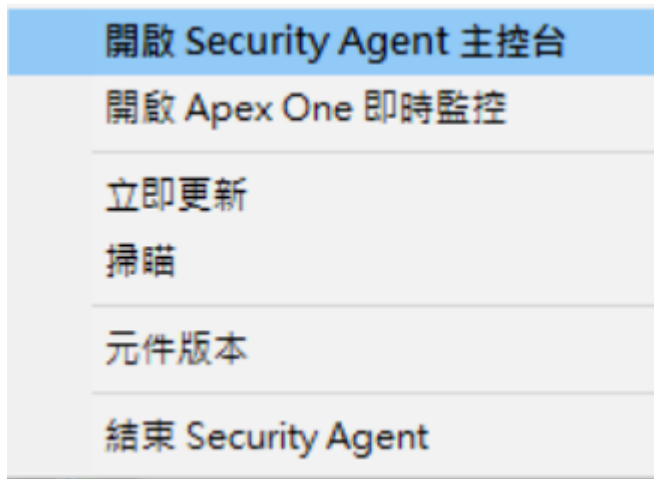 開啟 Security Agent 主控台
開啟 Apex One 即時監控
立即更新
掃瞄
元件版本
結束 Security Agent